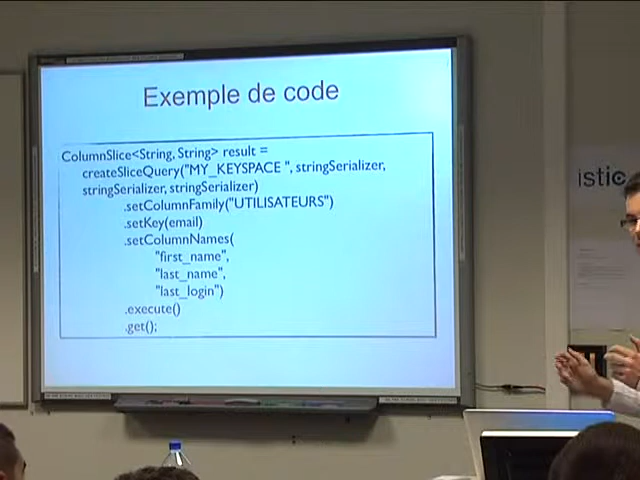 Exemple de code
ColumnSlice<String, String> result =
createSliceQuery("MY_KEYSPACE ", stringSerializer,
stringSerializer, stringSerializer)
.setColumnFamily("UTILISATEURS")
.setKey(email)
.setColumnNames(
"first_name",
"last_name",
"last_login")
.execute()
.get();
istic